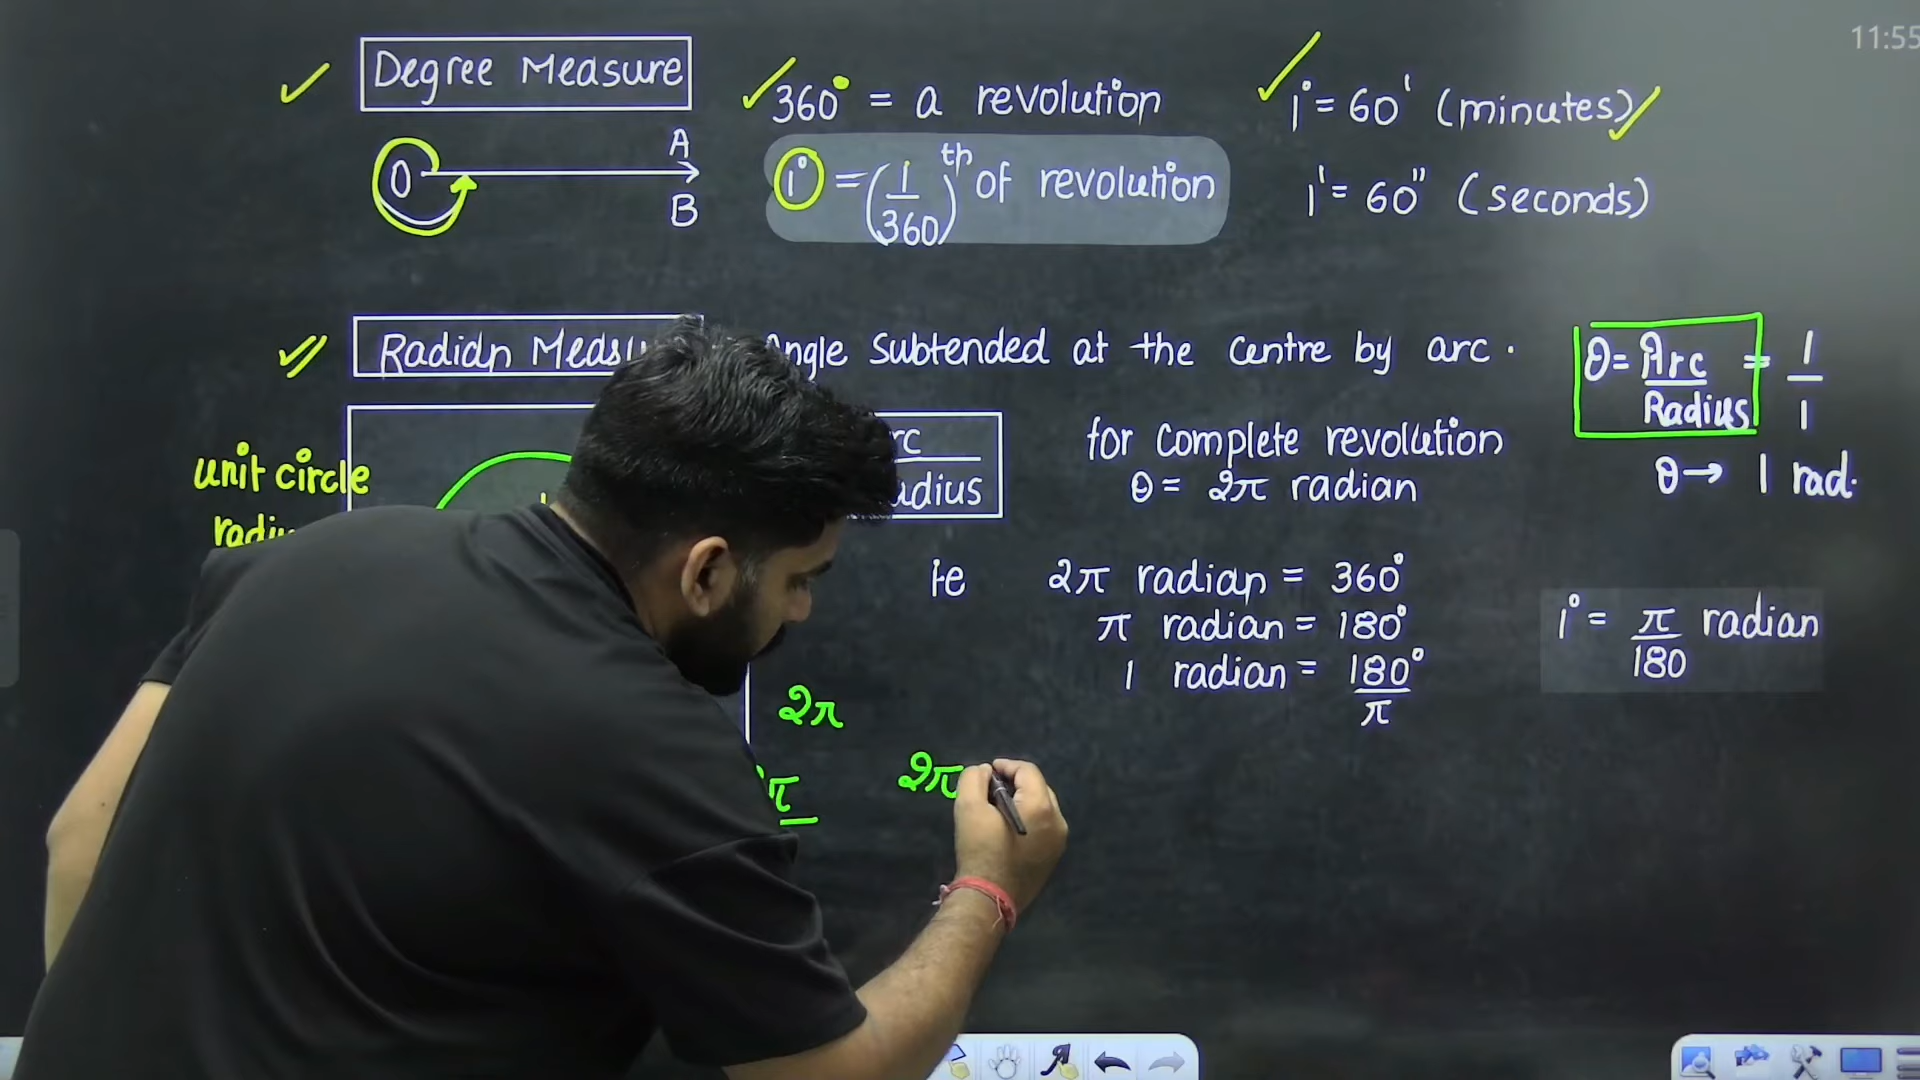 11:55
Degree Measure
360° = a revolution
1° = 60' (minutes)
O A
B
1° = (1/360)th of revolution
1' = 60" (seconds)
Radian
Angle Subtended at the Centre by arc.
θ = Arc/Radius = 1/1
θ → 1 rad.
unit circle
for Complete revolution
θ = 2π radian
ie 2π radian = 360°
π radian = 180°
1 radian = 180°/π
1° = π/180 radian
2π
π
2π